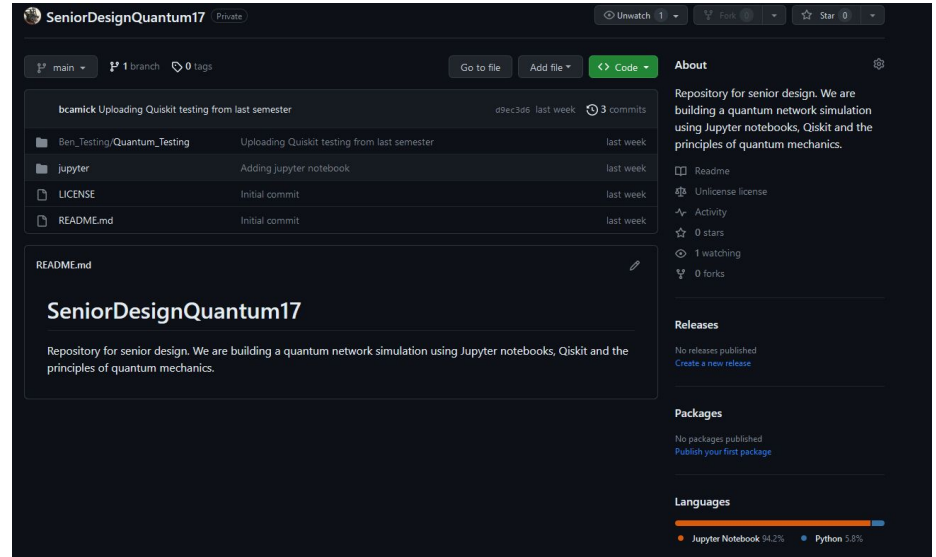 SeniorDesignQuantum17 Private
Unwatch 1
Fork 0
Star 0
main
1 branch
0 tags
Go to file
Add file
<> Code
bcamick Uploading Quiskit testing from last semester
d9ec3d6 last week
3 commits
Ben_Testing/Quantum_Testing
Uploading Quiskit testing from last semester
last week
jupyter
Adding jupyter notebook
last week
LICENSE
Initial commit
last week
README.md
Initial commit
last week
README.md
SeniorDesignQuantum17
Repository for senior design. We are building a quantum network simulation using Jupyter notebooks, Qiskit and the
principles of quantum mechanics.
About
Repository for senior design. We are
building a quantum network simulation
using Jupyter notebooks, Qiskit and the
principles of quantum mechanics.
Readme
Unlicense license
Activity
0 stars
1 watching
0 forks
Releases
No releases published
Create a new release
Packages
No packages published
Publish your first package
Languages
Jupyter Notebook 94.2%
Python 5.8%